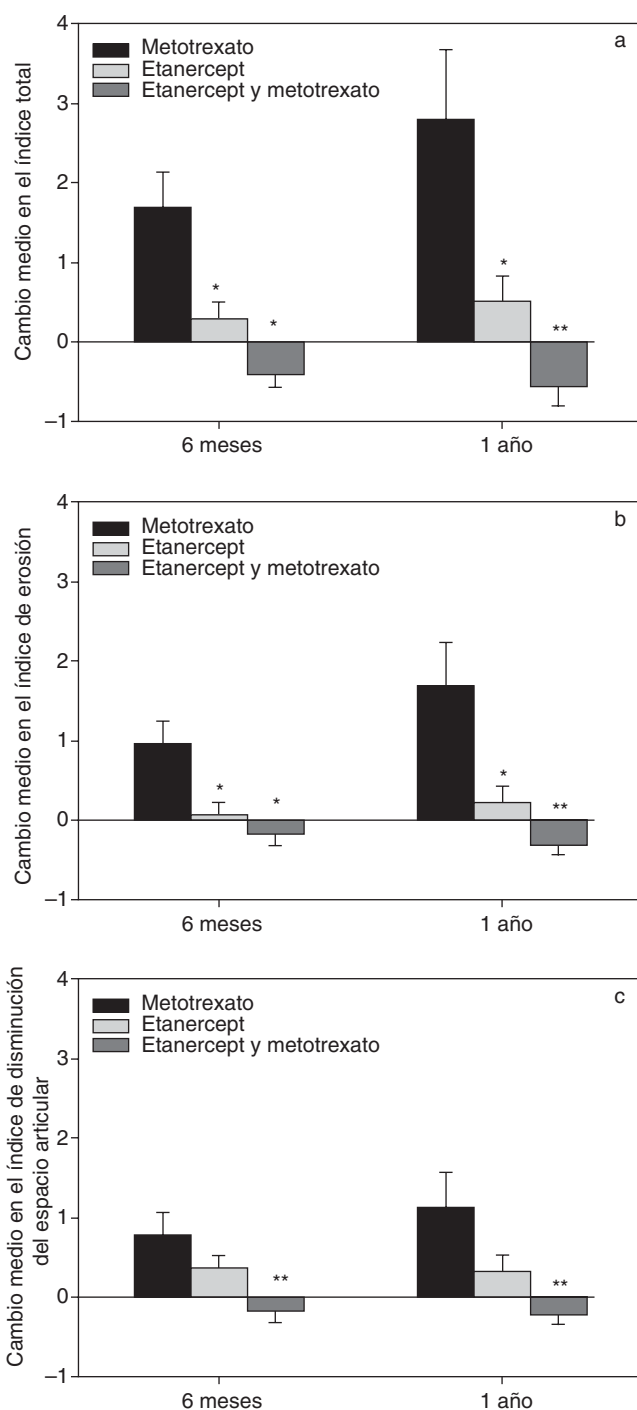 a
Metotrexato
Etanercept
Etanercept y metotrexato
Cambio medio en el índice total
4
3
2
1
0
–1
*
*
*
**
6 meses
1 año
b
Metotrexato
Etanercept
Etanercept y metotrexato
Cambio medio en el índice de erosión
4
3
2
1
0
–1
*
*
*
**
6 meses
1 año
c
Metotrexato
Etanercept
Etanercept y metotrexato
Cambio medio en el índice de disminución
del espacio articular
4
3
2
1
0
–1
**
**
6 meses
1 año